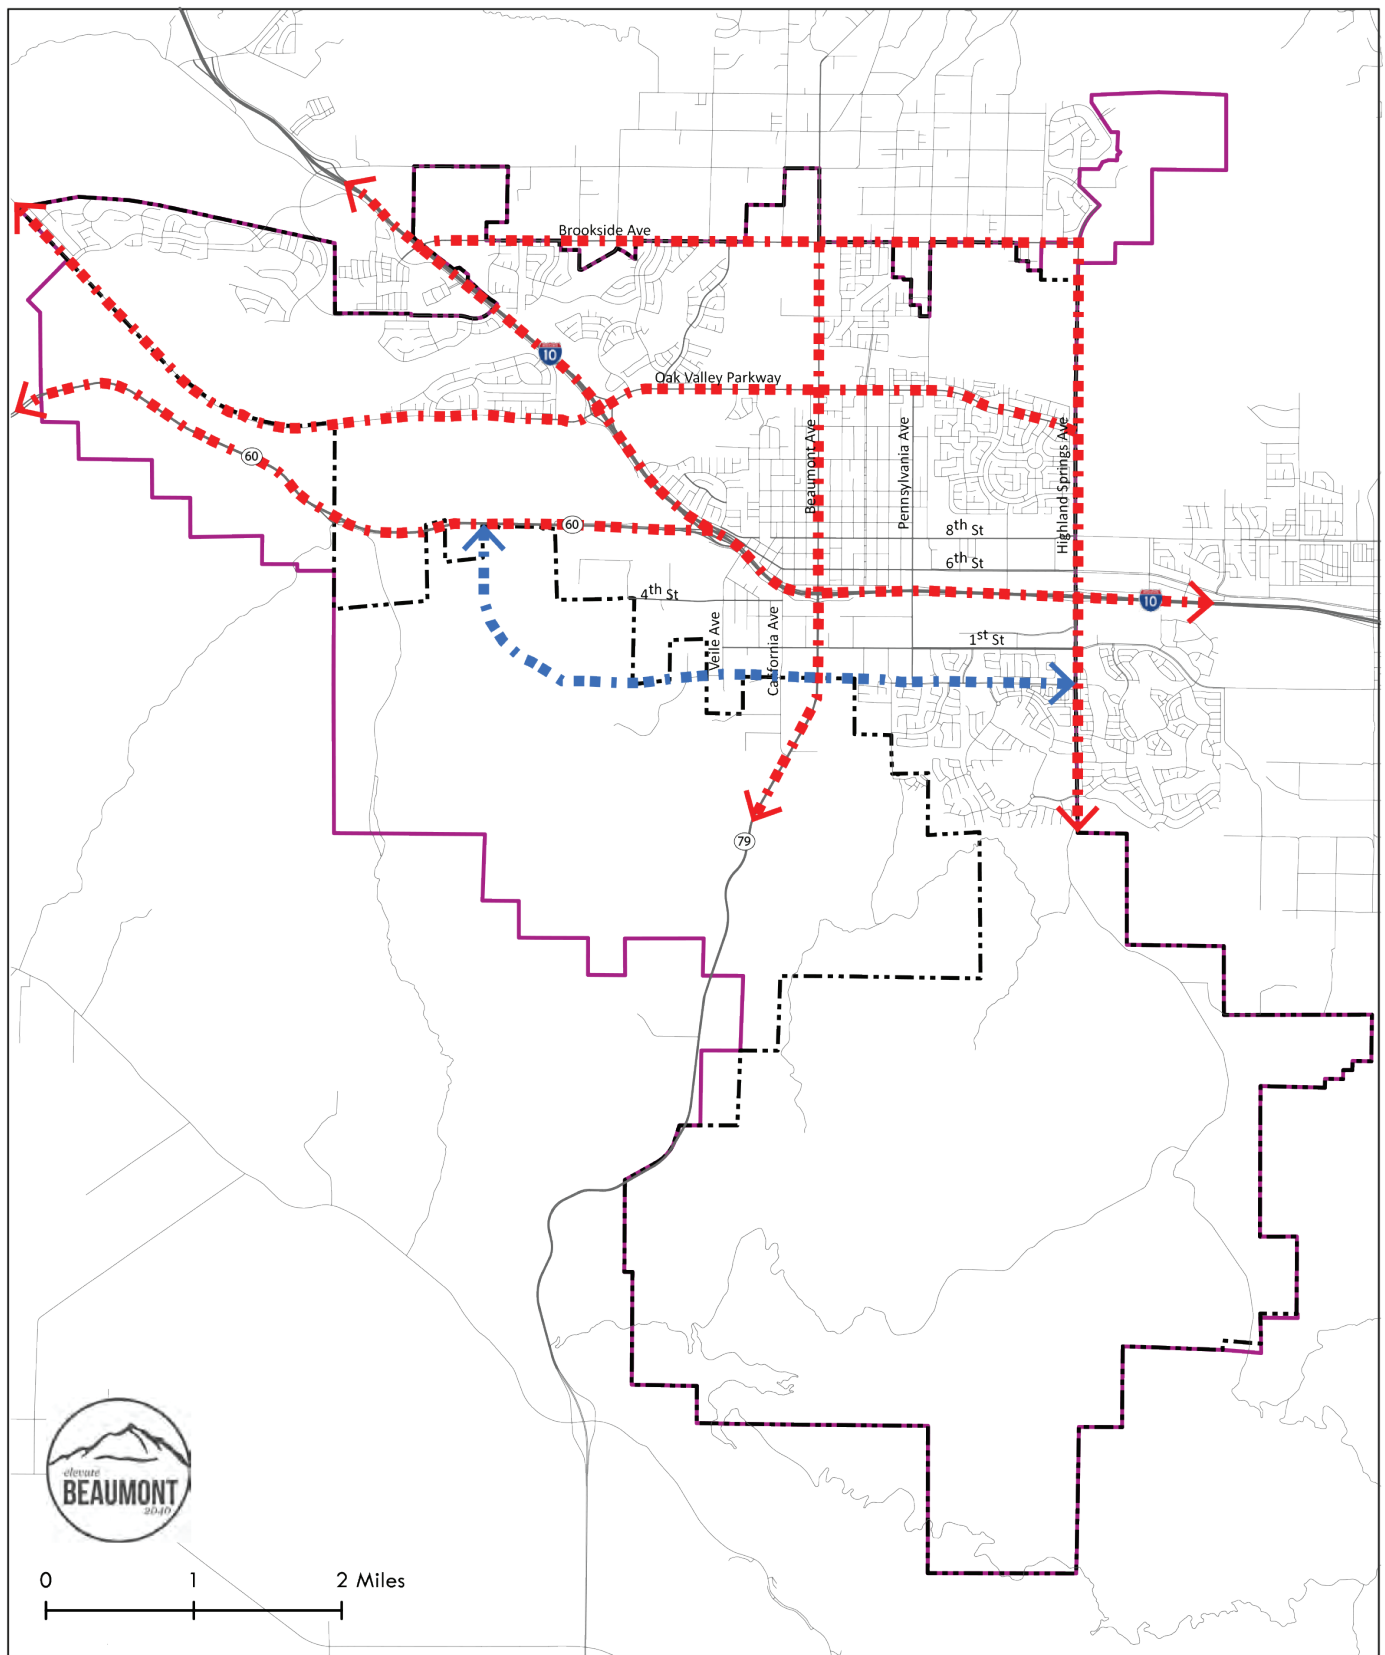 Brookside Ave
10
Oak Valley Parkway
Beaumont Ave
Pennsylvania Ave
Highland Springs Ave
60
60
8th St
6th St
4th St
10
Veile Ave
California Ave
1st St
79
elevate
BEAUMONT
2040
0 1 2 Miles